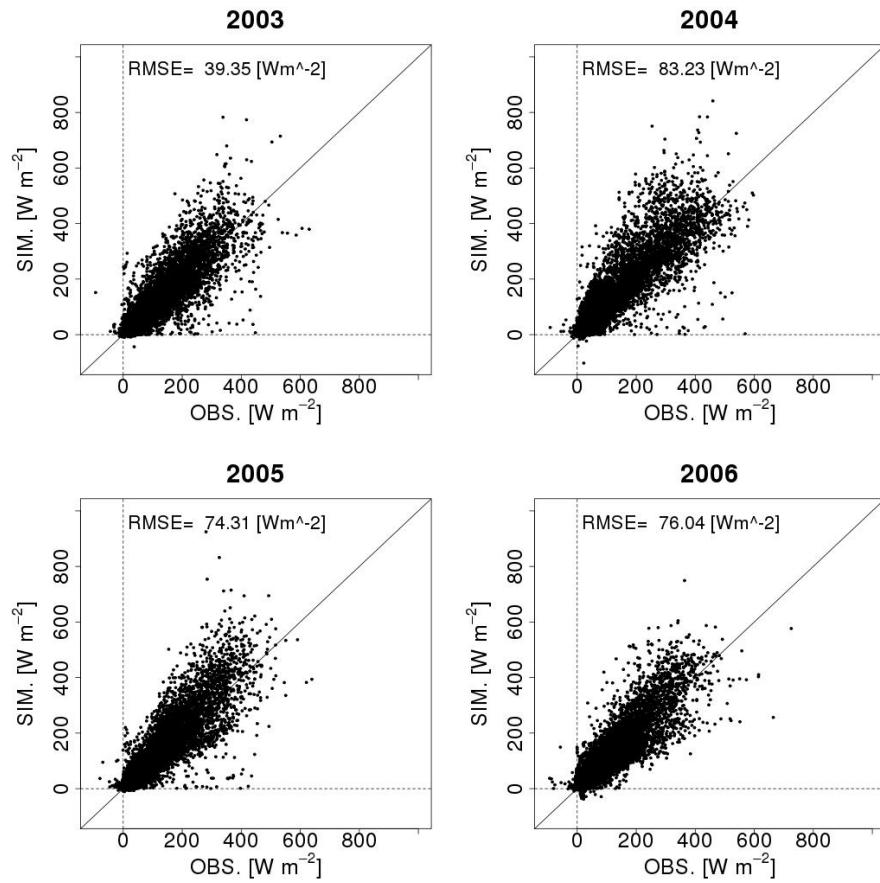 2003
RMSE= 39.35 [Wm^-2]
SIM. [W m−2]
0 200 400 600 800
0 200 400 600 800
OBS. [W m−2]
2004
RMSE= 83.23 [Wm^-2]
SIM. [W m−2]
0 200 400 600 800
0 200 400 600 800
OBS. [W m−2]
2005
RMSE= 74.31 [Wm^-2]
SIM. [W m−2]
0 200 400 600 800
0 200 400 600 800
OBS. [W m−2]
2006
RMSE= 76.04 [Wm^-2]
SIM. [W m−2]
0 200 400 600 800
0 200 400 600 800
OBS. [W m−2]